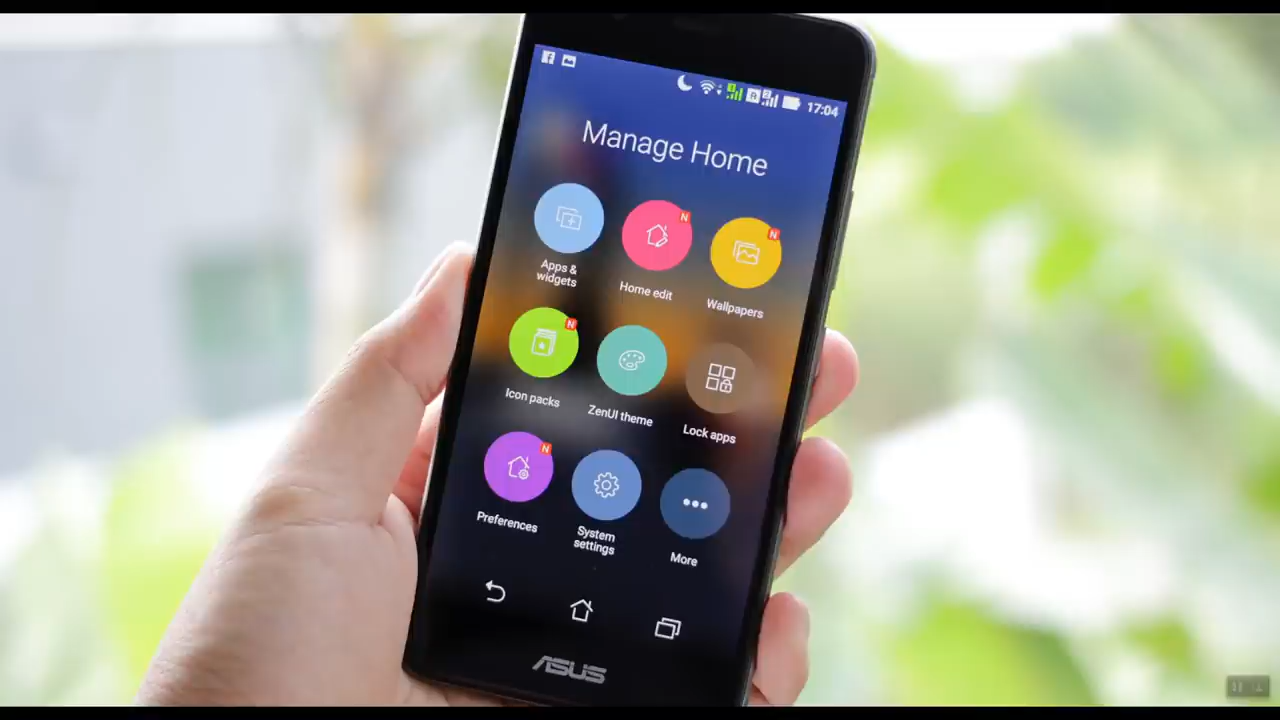 17:04
Manage Home
N
N
Apps &
widgets
Home edit
Wallpapers
N
Icon packs
ZenUI theme
Lock apps
N
Preferences
System
settings
More
ASUS